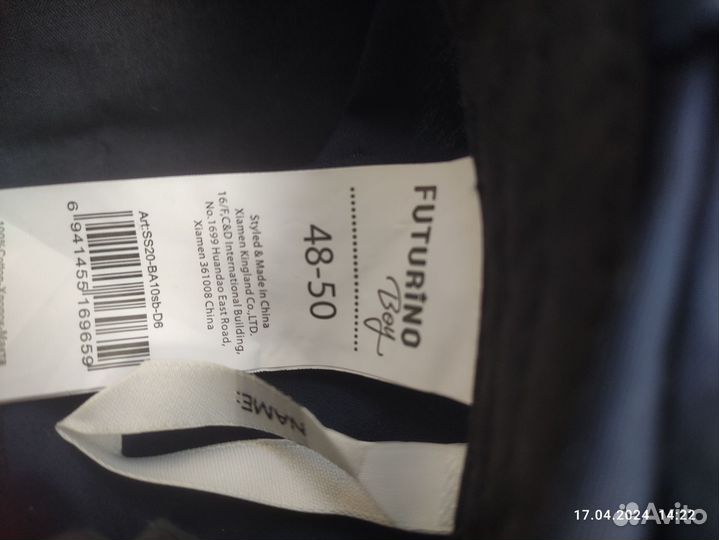 FUTURiNO
Boy
48-50
Styled & Made in China
Xiamen Kingland Co.,LTD.
16/F,C&D International Building,
No.1699 Huandao East Road,
Xiamen 361008 China
Art:SS20-BA10sb-D6
6 941455 169659
NAME:
17.04.2024 14:22
Avito